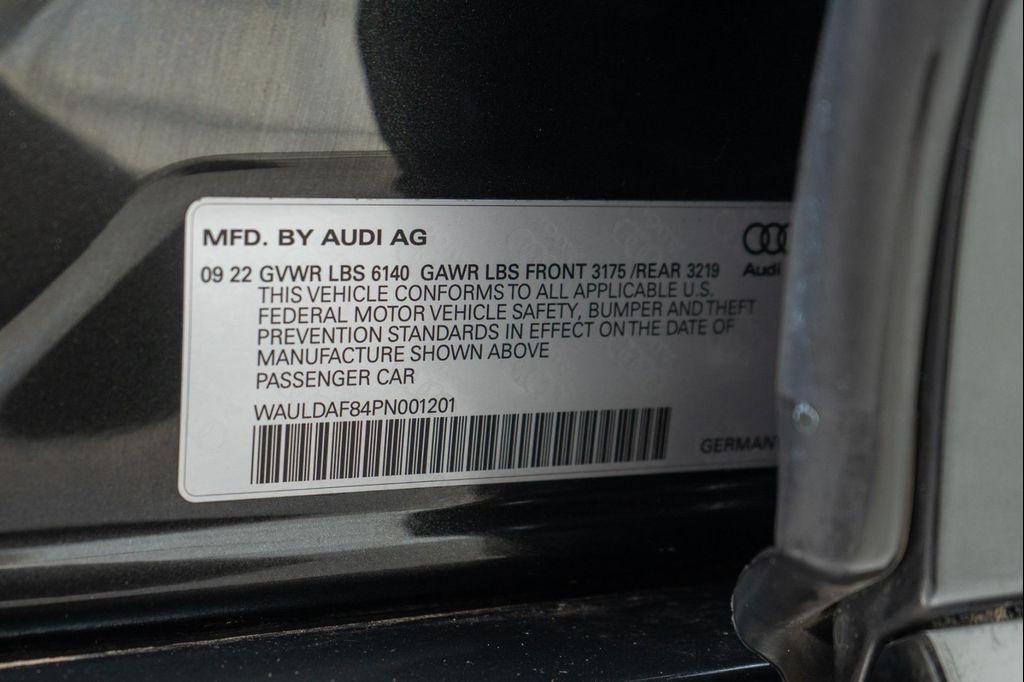 MFD. BY AUDI AG
Audi
09 22 GVWR LBS 6140 GAWR LBS FRONT 3175 /REAR 3219
THIS VEHICLE CONFORMS TO ALL APPLICABLE U.S.
FEDERAL MOTOR VEHICLE SAFETY, BUMPER AND THEFT
PREVENTION STANDARDS IN EFFECT ON THE DATE OF
MANUFACTURE SHOWN ABOVE
PASSENGER CAR
WAULDAF84PN001201
GERMANY